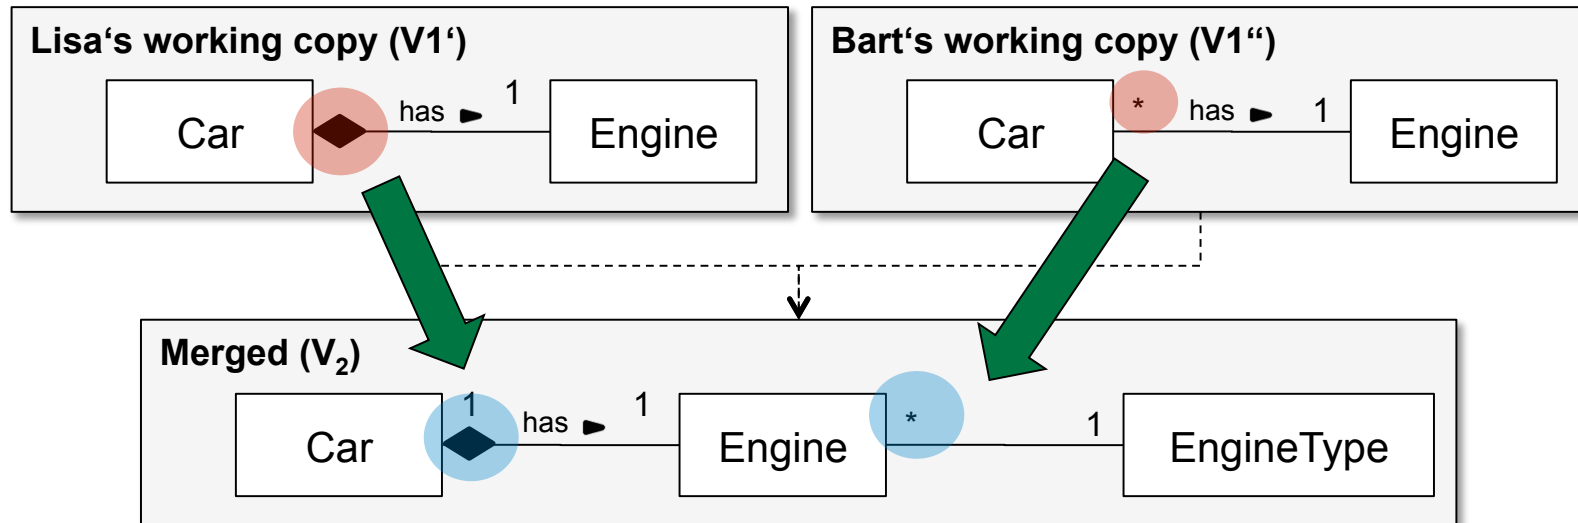 Lisa‘s working copy (V1‘)
Car has 1 Engine
Bart‘s working copy (V1“)
Car * has 1 Engine
Merged (V2)
Car 1 has 1 Engine * 1 EngineType